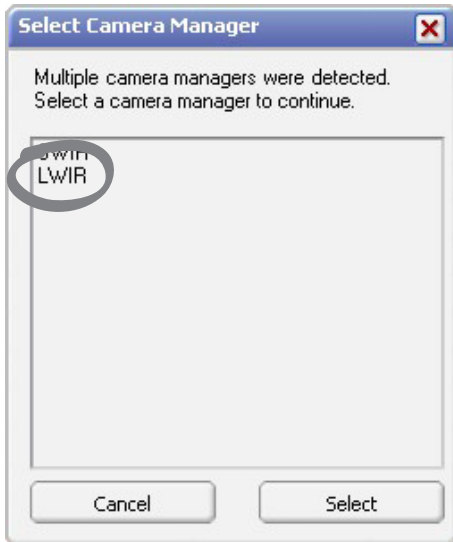 Select Camera Manager
Multiple camera managers were detected.
Select a camera manager to continue.
LWIR
Cancel
Select